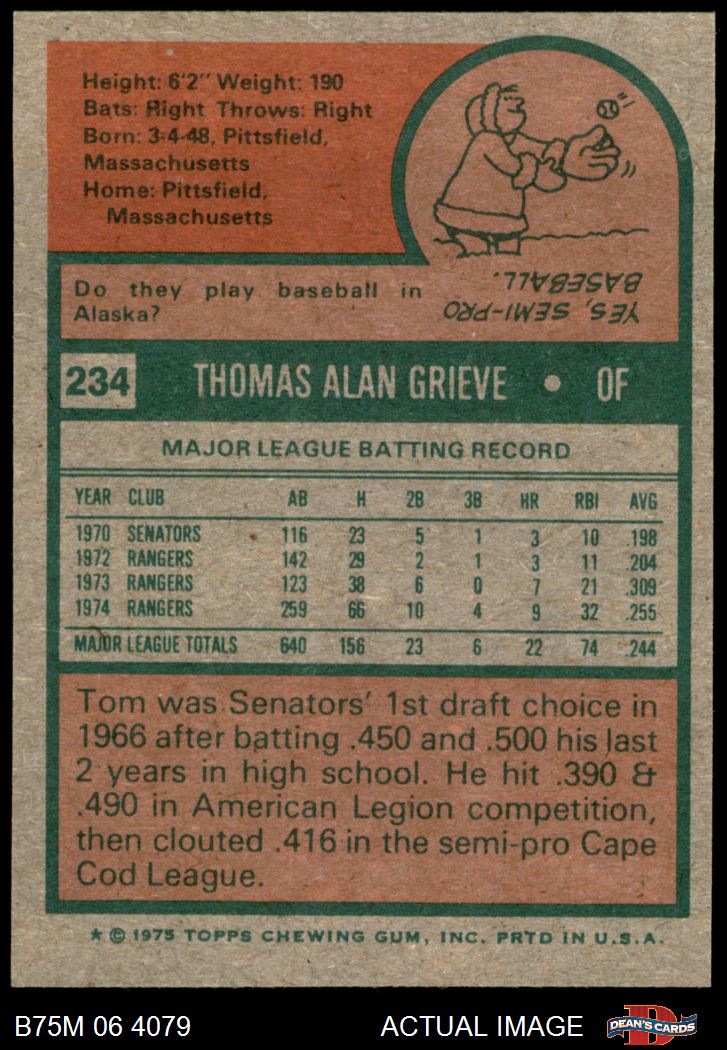 Height: 6'2" Weight: 190
Bats: Right Throws: Right
Born: 3-4-48, Pittsfield,
Massachusetts
Home: Pittsfield,
Massachusetts
Do they play baseball in
Alaska?
YES, SEMI-PRO
BASEBALL.
234 THOMAS ALAN GRIEVE • OF
MAJOR LEAGUE BATTING RECORD
YEAR CLUB AB H 2B 3B HR RBI AVG
1970 SENATORS 116 23 5 1 3 10 .198
1972 RANGERS 142 29 2 1 3 11 .204
1973 RANGERS 123 38 6 0 7 21 .309
1974 RANGERS 259 66 10 4 9 32 .255
MAJOR LEAGUE TOTALS 640 156 23 6 22 74 .244
Tom was Senators' 1st draft choice in
1966 after batting .450 and .500 his last
2 years in high school. He hit .390 &
.490 in American Legion competition,
then clouted .416 in the semi-pro Cape
Cod League.
* © 1975 TOPPS CHEWING GUM, INC. PRTD IN U.S.A.
B75M 06 4079 ACTUAL IMAGE
D
DEAN'S CARDS